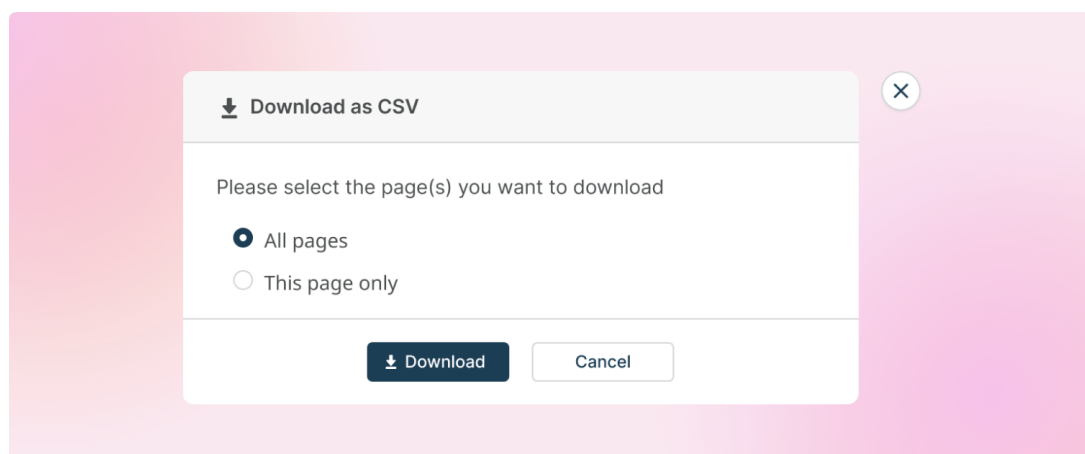 Download as CSV
Please select the page(s) you want to download
All pages
This page only
Download
Cancel